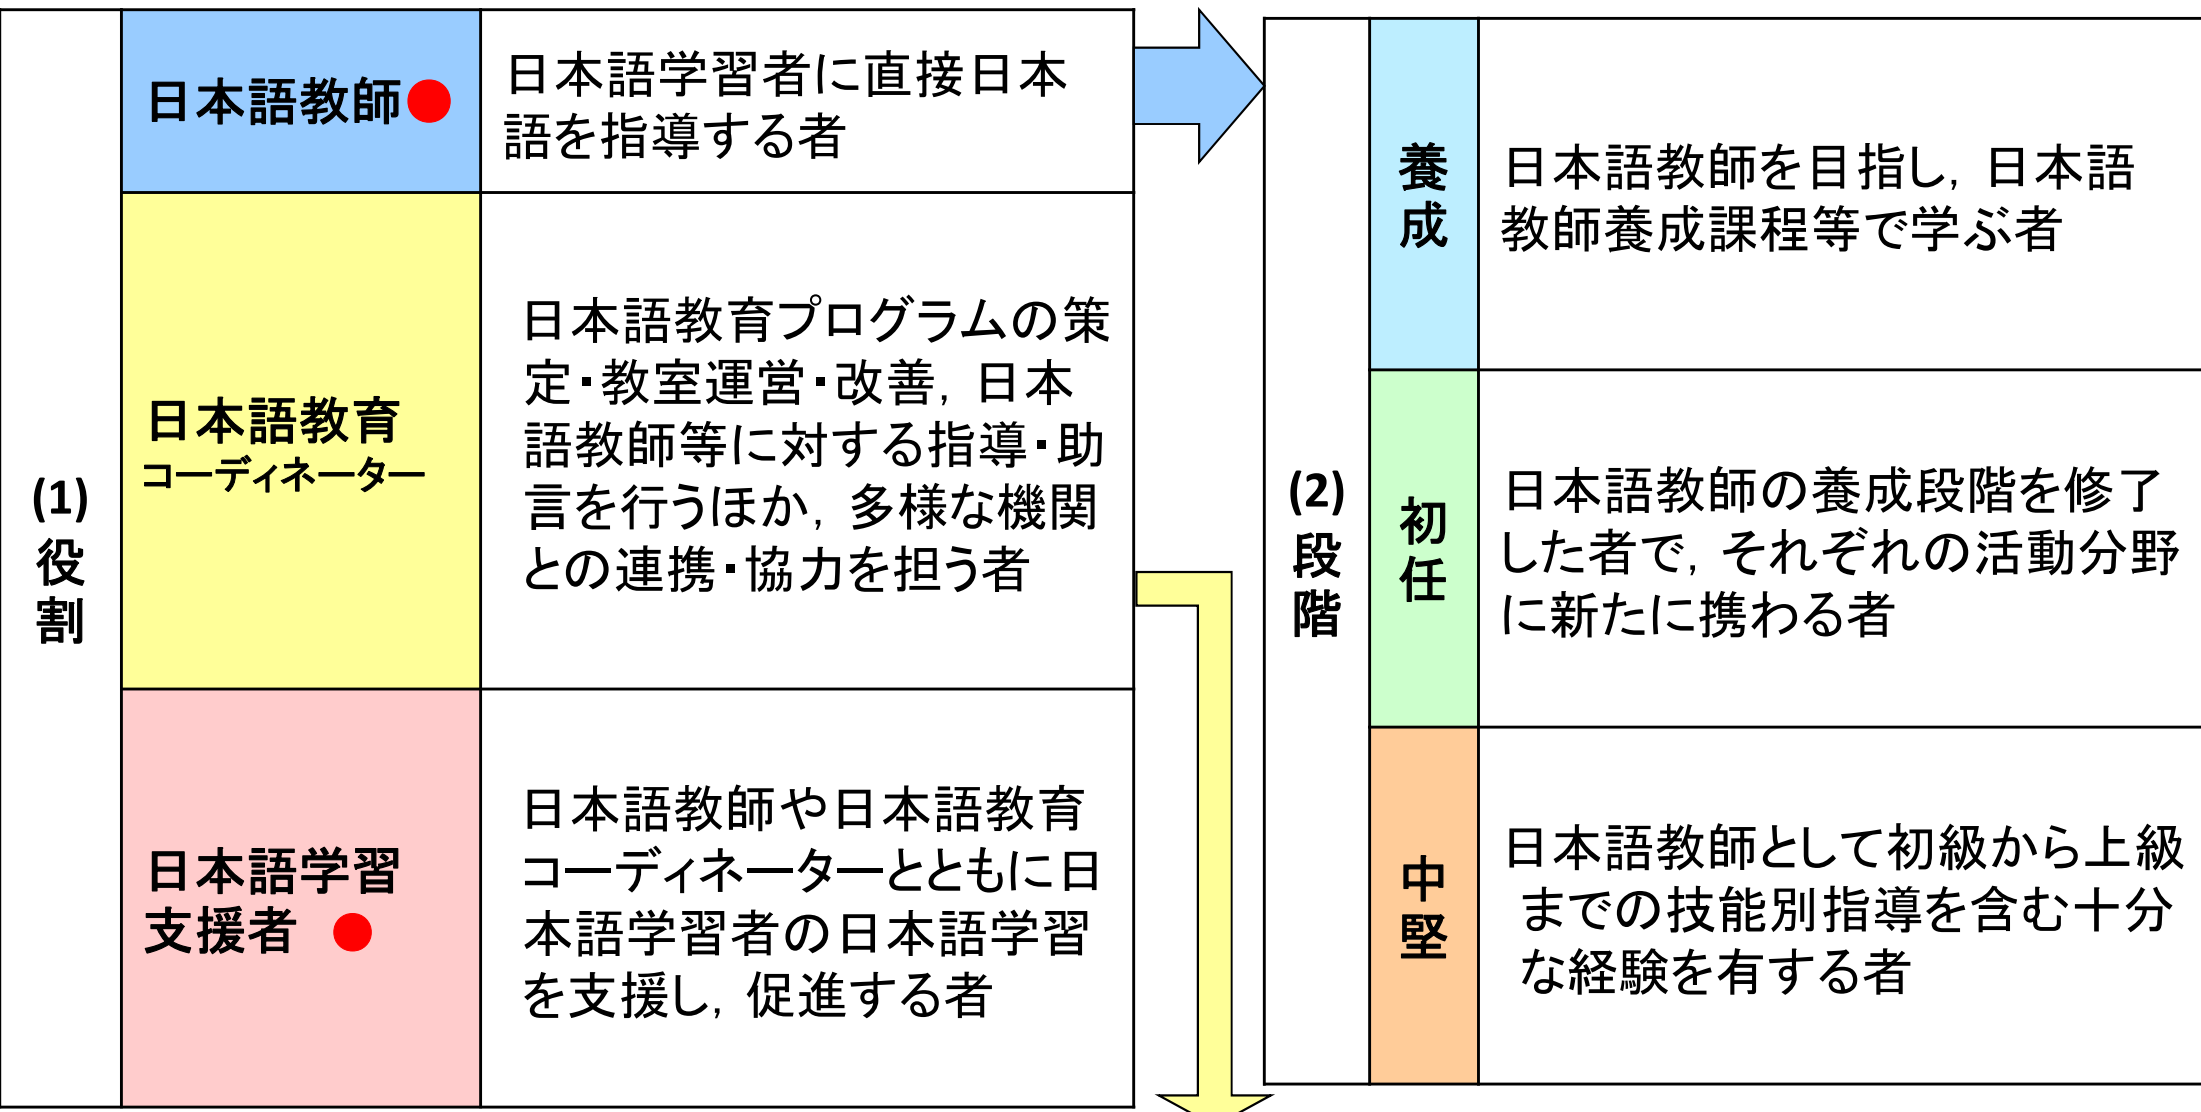 (1)
役
割
日本語教師
日本語学習者に直接日本
語を指導する者
日本語教育
コーディネーター
日本語教育プログラムの策
定・教室運営・改善，日本
語教師等に対する指導・助
言を行うほか，多様な機関
との連携・協力を担う者
日本語学習
支援者
日本語教師や日本語教育
コーディネーターとともに日
本語学習者の日本語学習
を支援し，促進する者
(2)
段
階
養
成
日本語教師を目指し，日本語
教師養成課程等で学ぶ者
初
任
日本語教師の養成段階を修了
した者で，それぞれの活動分野
に新たに携わる者
中
堅
日本語教師として初級から上級
までの技能別指導を含む十分
な経験を有する者